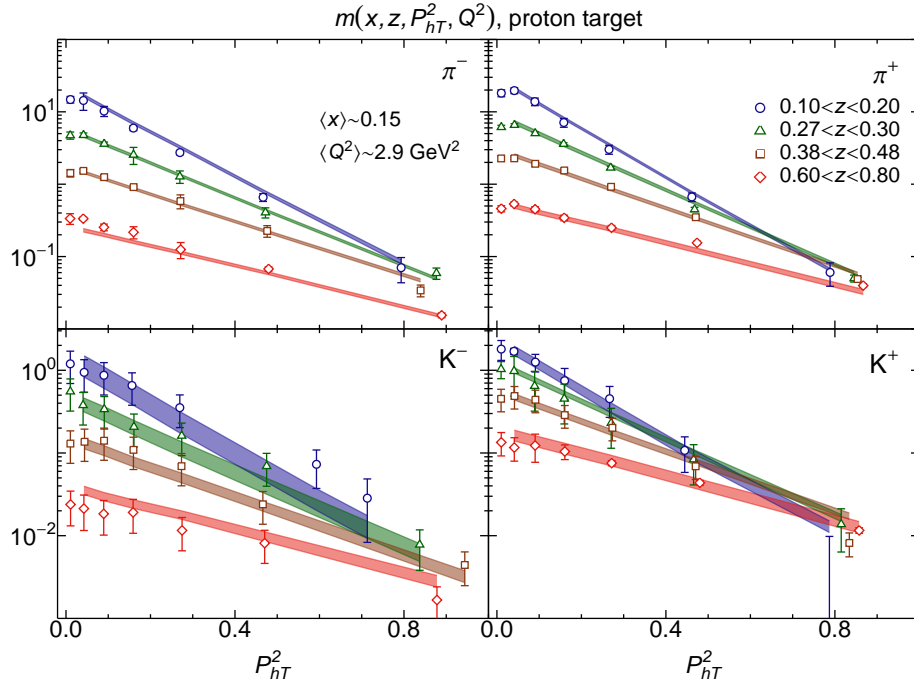 m(x, z, P²hT, Q²), proton target
π⁻
π⁺
⟨x⟩~0.15
⟨Q²⟩~2.9 GeV²
0.10<z<0.20
0.27<z<0.30
0.38<z<0.48
0.60<z<0.80
10¹
10⁻¹
K⁻
K⁺
10⁰
10⁻²
0.0 0.4 0.8 0.0 0.4 0.8
P²hT P²hT